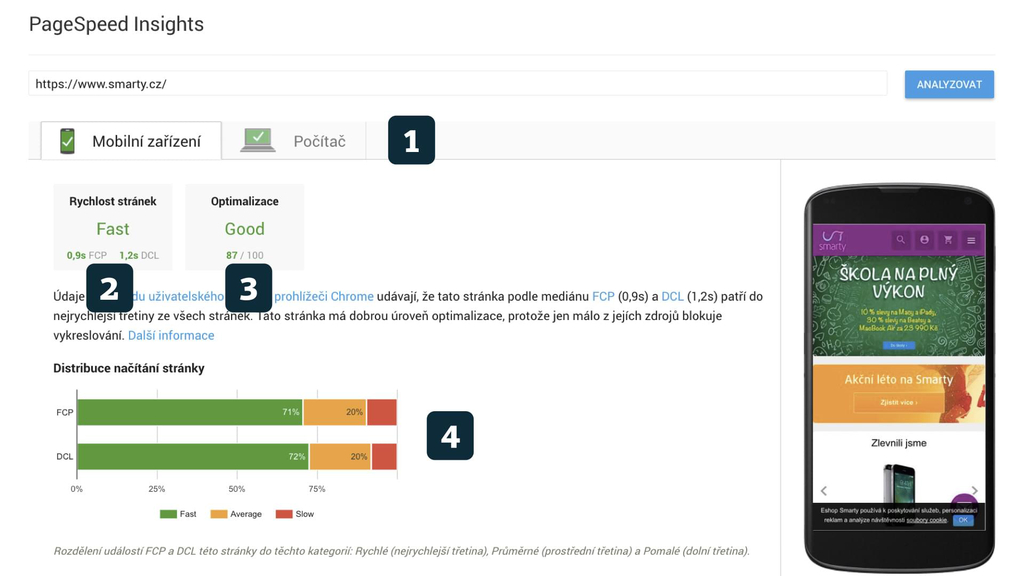 PageSpeed Insights
https://www.smarty.cz/
ANALYZOVAT
Mobilní zařízení
Počítač
1
Rychlost stránek
Fast
0,9s FCP 1,2s DCL
Optimalizace
Good
87 / 100
2
3
Údaje du uživatelského prohlížeči Chrome udávají, že tato stránka podle mediánu FCP (0,9s) a DCL (1,2s) patří do
nejrychlejší třetiny ze všech stránek. Tato stránka má dobrou úroveň optimalizace, protože jen málo z jejích zdrojů blokuje
vykreslování. Další informace
Distribuce načítání stránky
FCP 71% 20%
DCL 72% 20%
0% 25% 50% 75%
Fast Average Slow
4
Rozdělení událostí FCP a DCL této stránky do těchto kategorií: Rychlé (nejrychlejší třetina), Průměrné (prostřední třetina) a Pomalé (dolní třetina).
smarty
ŠKOLA NA PLNÝ
VÝKON
10 % slevy na Macy a iPady,
30 % slevy na Beatsy a
MacBook Air za 23 990 Kč
Akční léto na Smarty
Zjistit více ›
Zlevnili jsme
Eshop Smarty používá k poskytování služeb, personalizaci
reklam a analýze návštěvnosti soubory cookie. OK